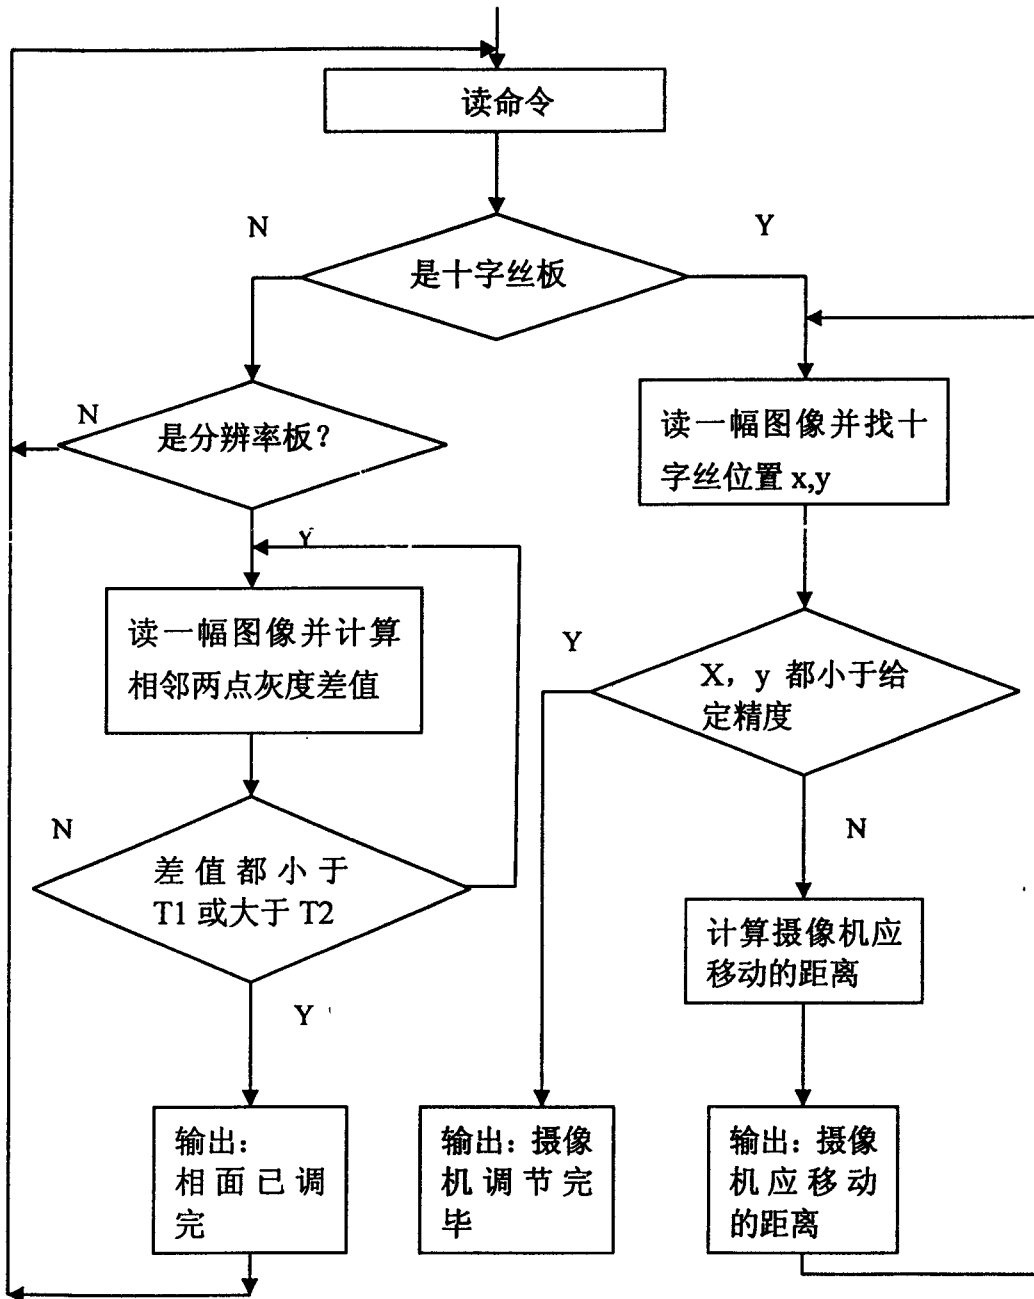 读命令
N
Y
是十字丝板
N
是分辨率板？
读一幅图像并找十
字丝位置 x,y
Y
读一幅图像并计算
相邻两点灰度差值
Y
X，y 都小于给
定精度
N
N
差值都小于
T1 或大于 T2
计算摄像机应
移动的距离
Y
输出：
相面已调
完
输出：摄像
机调节完
毕
输出：摄像
机应移动
的距离